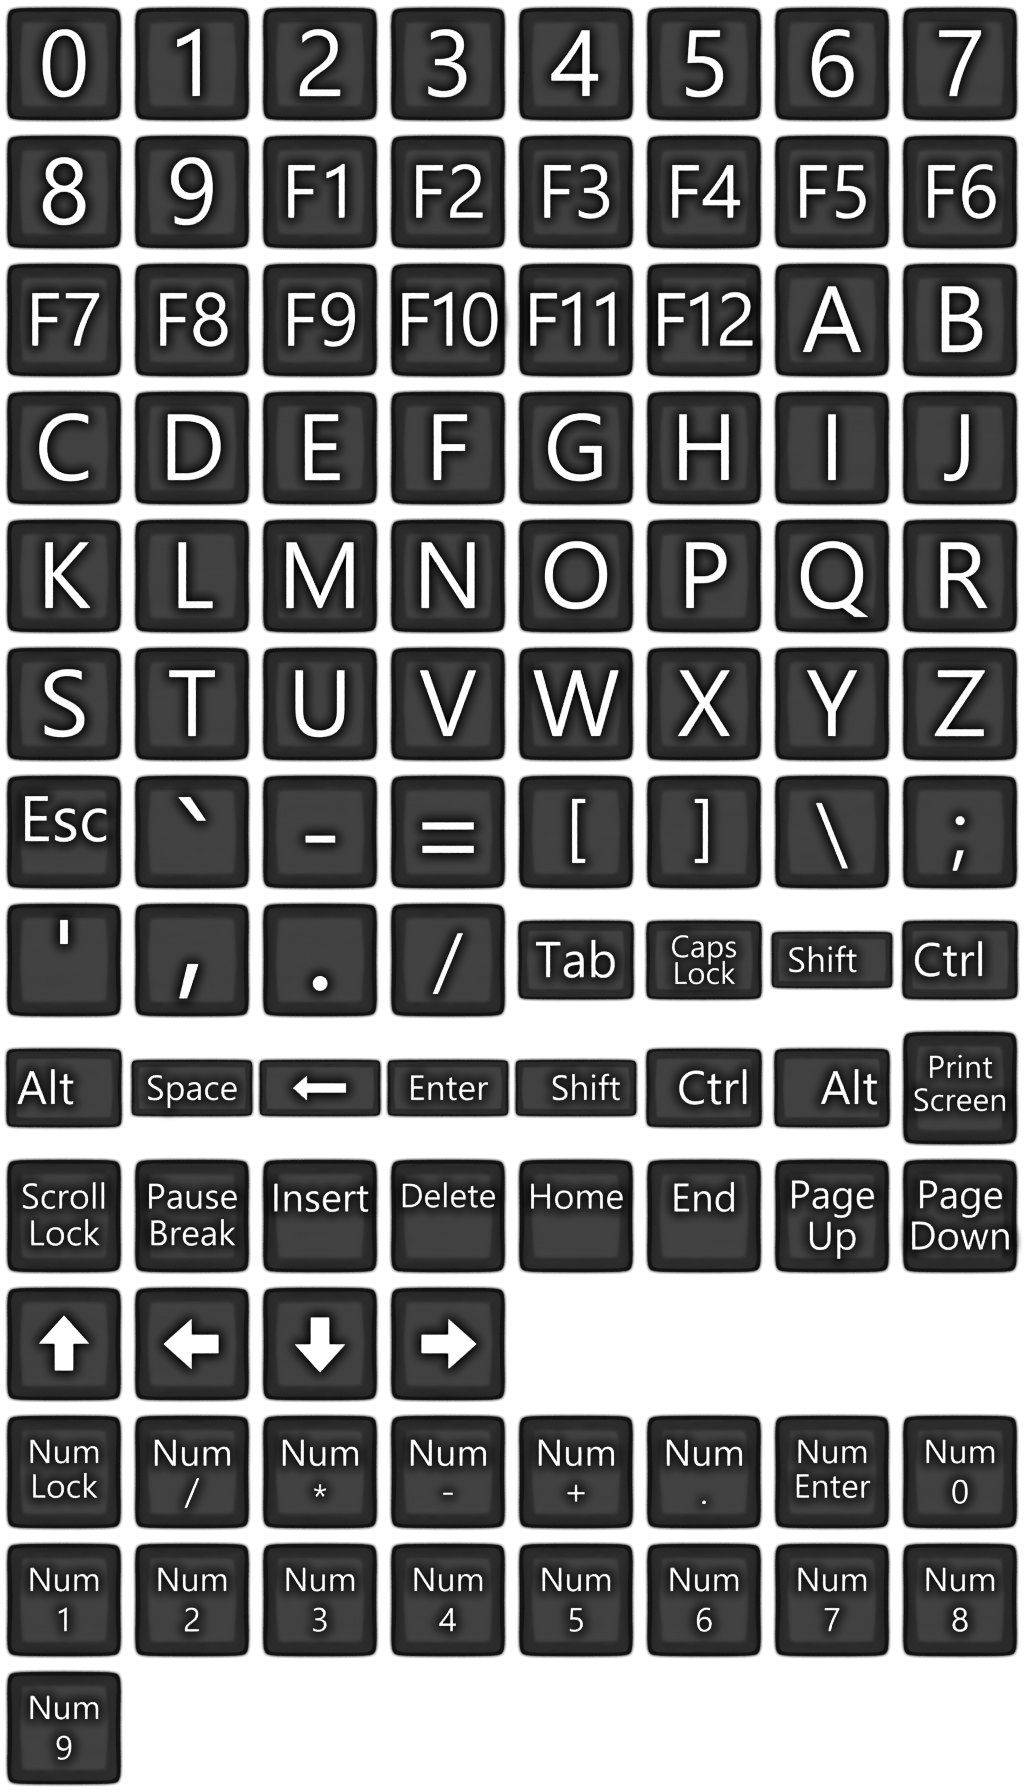 0 1 2 3 4 5 6 7
8 9 F1 F2 F3 F4 F5 F6
F7 F8 F9 F10 F11 F12 A B
C D E F G H I J
K L M N O P Q R
S T U V W X Y Z
Esc ` - = [ ] \ ;
' , . / Tab Caps Lock Shift Ctrl
Alt Space ← Enter Shift Ctrl Alt Print Screen
Scroll Lock Pause Break Insert Delete Home End Page Up Page Down
↑ ← ↓ →
Num Lock Num / Num * Num - Num + Num . Num Enter Num 0
Num 1 Num 2 Num 3 Num 4 Num 5 Num 6 Num 7 Num 8
Num 9